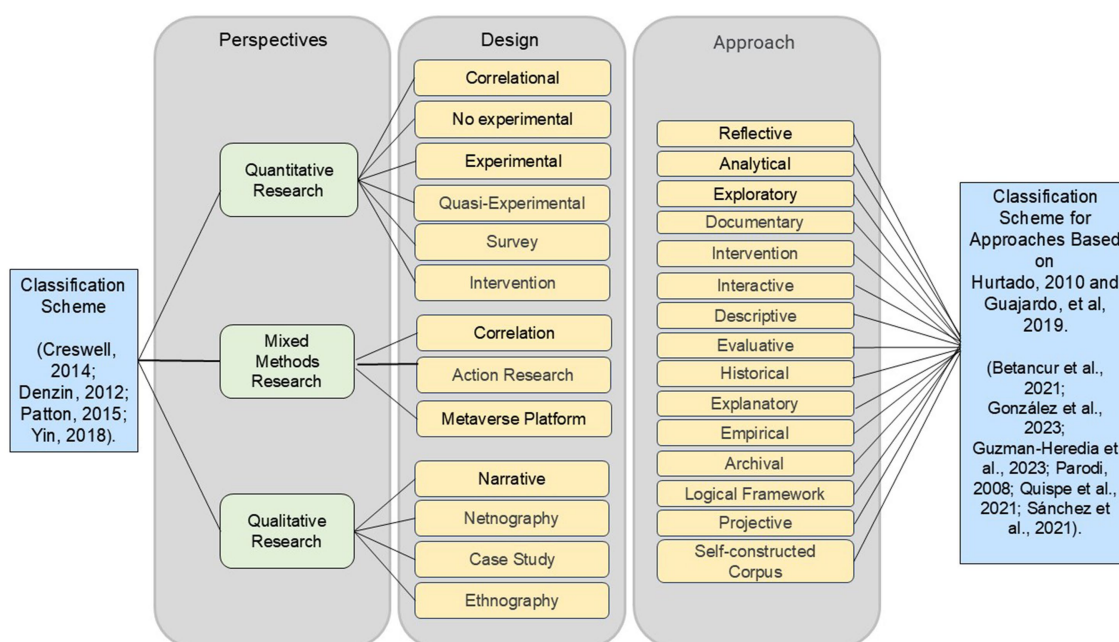 Perspectives
Design
Approach
Classification
Scheme
(Creswell,
2014;
Denzin, 2012;
Patton, 2015;
Yin, 2018).
Quantitative
Research
Mixed
Methods
Research
Qualitative
Research
Correlational
No experimental
Experimental
Quasi-Experimental
Survey
Intervention
Correlation
Action Research
Metaverse Platform
Narrative
Netnography
Case Study
Ethnography
Reflective
Analytical
Exploratory
Documentary
Intervention
Interactive
Descriptive
Evaluative
Historical
Explanatory
Empirical
Archival
Logical Framework
Projective
Self-constructed
Corpus
Classification
Scheme for
Approaches Based
on
Hurtado, 2010 and
Guajardo, et al,
2019.
(Betancur et al.,
2021;
González et al.,
2023;
Guzman-Heredia et
al., 2023; Parodi,
2008; Quispe et al.,
2021; Sánchez et
al., 2021).